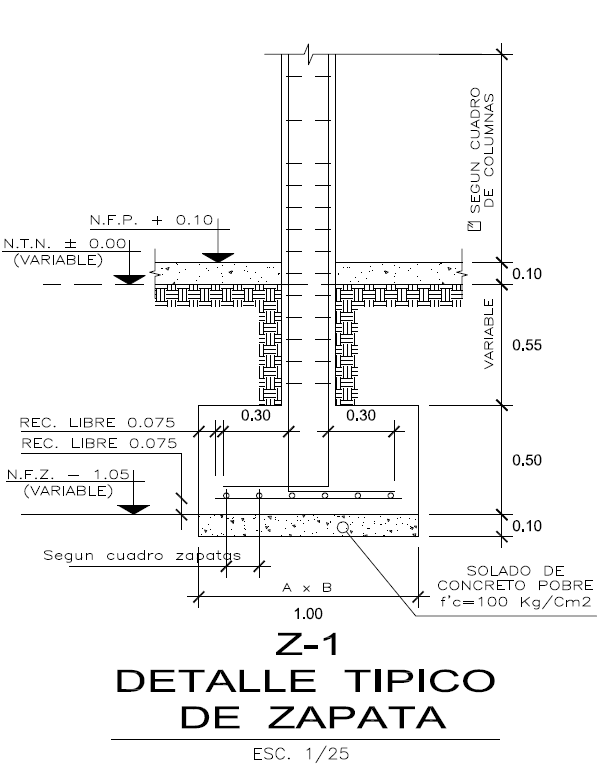 SEGUN CUADRO
DE COLUMNAS
N.F.P. + 0.10
N.T.N. ± 0.00
(VARIABLE)
0.10
VARIABLE
0,55
0.30
0.30
REC. LIBRE 0.075
REC. LIBRE 0.075
N.F.Z. - 1.05
(VARIABLE)
0.50
0.10
Segun cuadro zapatas
A x B
1.00
SOLADO DE
CONCRETO POBRE
f'c=100 Kg/Cm2
Z-1
DETALLE TIPICO
DE ZAPATA
ESC. 1/25